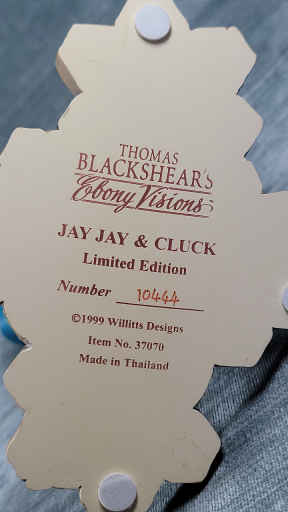 THOMAS
BLACKSHEAR'S
Ebony Visions
JAY JAY & CLUCK
Limited Edition
Number 10464
©1999 Willitts Designs
Item No. 37070
Made in Thailand